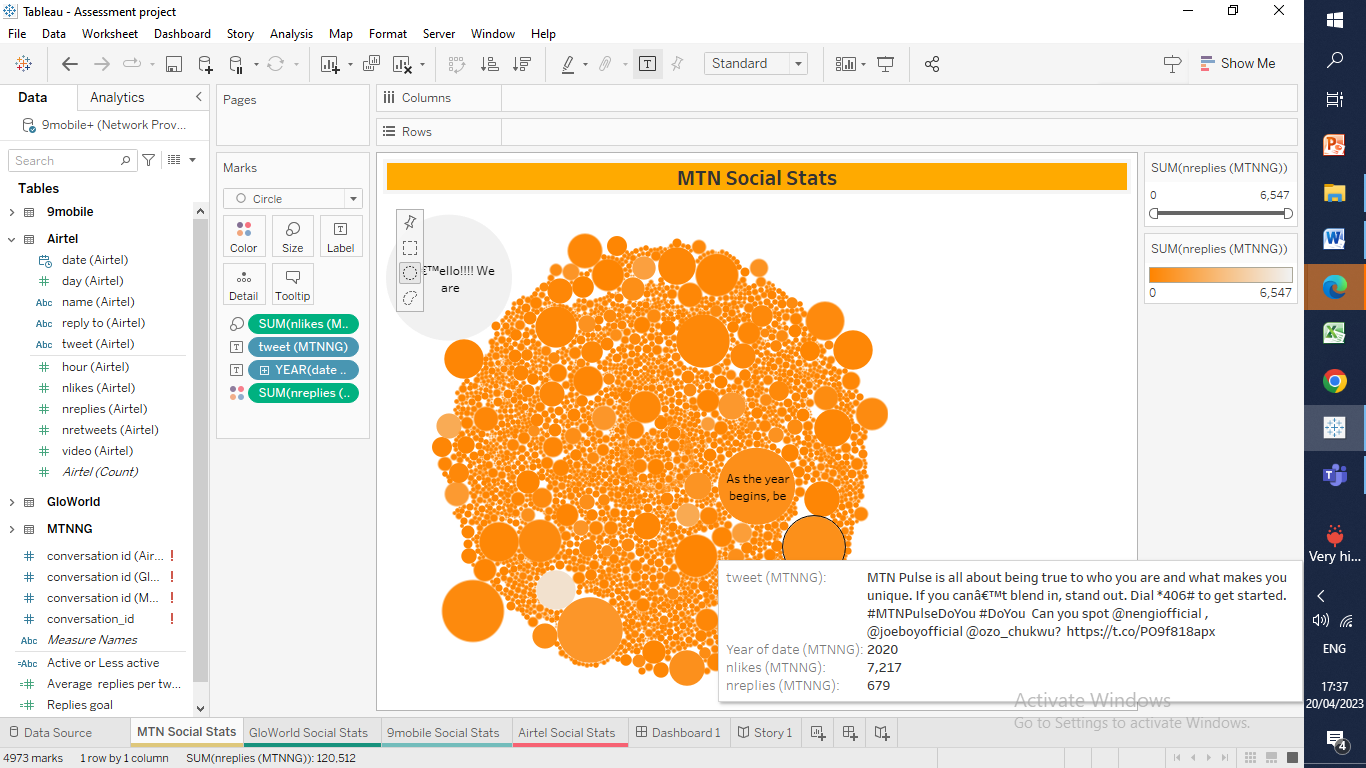 Tableau - Assessment project
File Data Worksheet Dashboard Story Analysis Map Format Server Window Help
Standard
Show Me
Data Analytics
9mobile+ (Network Prov...
Search
Tables
9mobile
Airtel
date (Airtel)
day (Airtel)
Abc name (Airtel)
Abc reply to (Airtel)
Abc tweet (Airtel)
hour (Airtel)
nlikes (Airtel)
nreplies (Airtel)
nretweets (Airtel)
video (Airtel)
Airtel (Count)
GloWorld
MTNNG
conversation id (Air... !
conversation id (Gl... !
conversation id (M... !
conversation_id !
Abc Measure Names
=Abc Active or Less active
=# Average replies per tw...
=# Replies goal
Pages
Marks
Circle
Color Size Label
Detail Tooltip
SUM(nlikes (M..
tweet (MTNNG)
YEAR(date ..
SUM(nreplies (..
Columns
Rows
MTN Social Stats
€™ello!!!! We
are
As the year
begins, be
tweet (MTNNG): MTN Pulse is all about being true to who you are and what makes you
unique. If you canâ€™t blend in, stand out. Dial *406# to get started.
#MTNPulseDoYou #DoYou Can you spot @nengiofficial ,
@joeboyofficial @ozo_chukwu? https://t.co/PO9f818apx
Year of date (MTNNG): 2020
nlikes (MTNNG): 7,217
nreplies (MTNNG): 679
SUM(nreplies (MTNNG))
0 6,547
SUM(nreplies (MTNNG))
0 6,547
Activate Windows
Go to Settings to activate Windows.
Data Source MTN Social Stats GloWorld Social Stats 9mobile Social Stats Airtel Social Stats Dashboard 1 Story 1
4973 marks 1 row by 1 column SUM(nreplies (MTNNG)): 120,512
Very hi...
ENG
17:37
20/04/2023
4